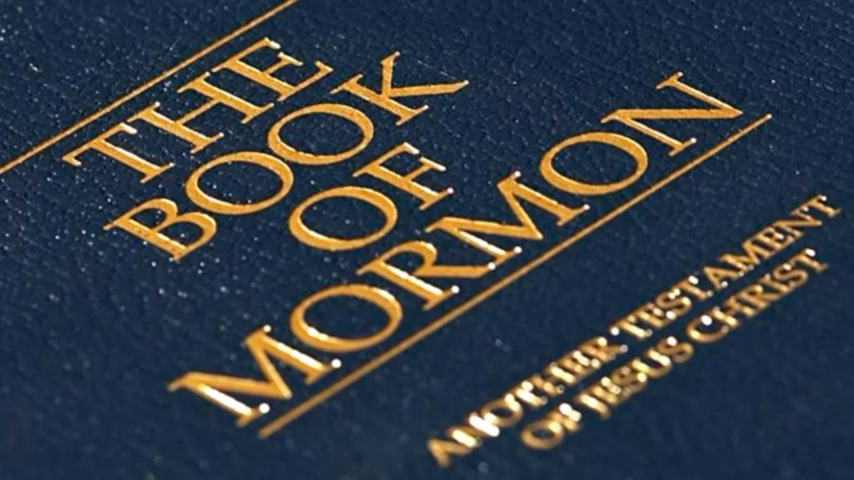 THE
BOOK
OF
MORMON
ANOTHER TESTAMENT
OF JESUS CHRIST